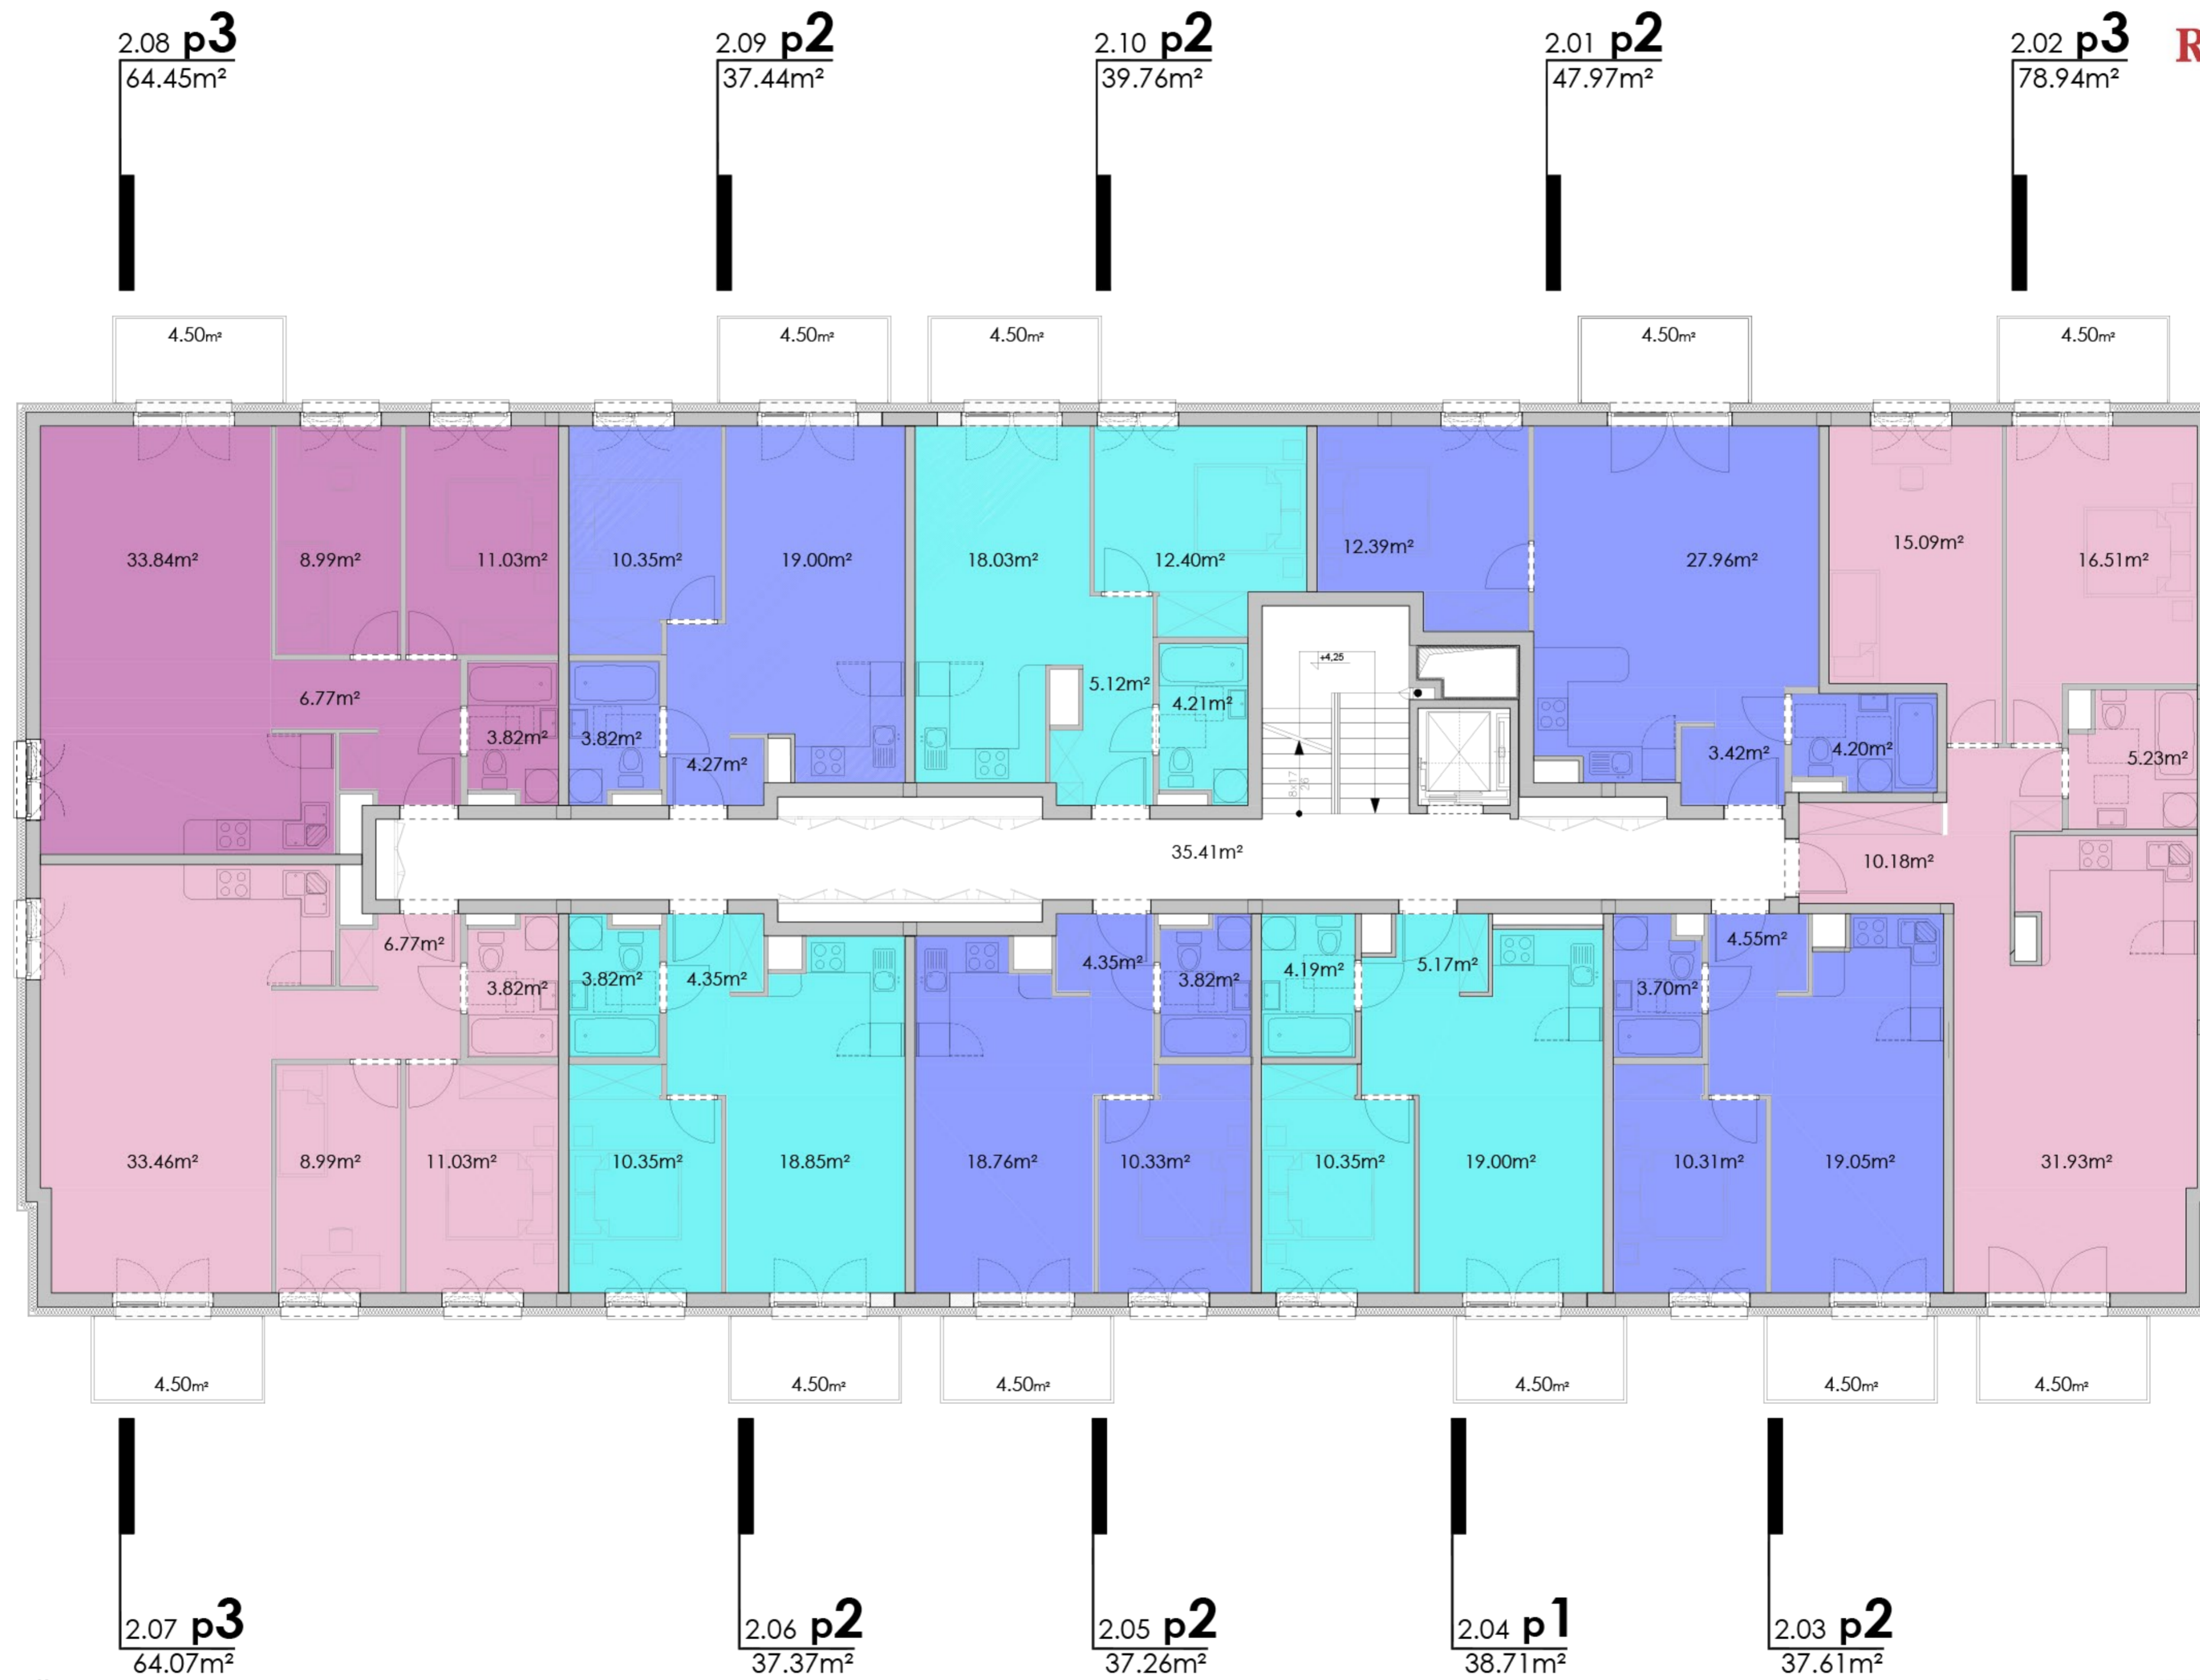 2.08 p3
64.45m²
2.09 p2
37.44m²
2.10 p2
39.76m²
2.01 p2
47.97m²
2.02 p3
78.94m²
R
4.50m²
4.50m²
4.50m²
4.50m²
4.50m²
33.84m²
8.99m²
11.03m²
10.35m²
19.00m²
18.03m²
12.40m²
12.39m²
27.96m²
15.09m²
16.51m²
+4,25
6.77m²
3.82m²
3.82m²
4.27m²
5.12m²
4.21m²
3.42m²
4.20m²
5.23m²
8x17
26
35.41m²
10.18m²
6.77m²
3.82m²
3.82m²
4.35m²
4.35m²
3.82m²
4.19m²
5.17m²
3.70m²
4.55m²
33.46m²
8.99m²
11.03m²
10.35m²
18.85m²
18.76m²
10.33m²
10.35m²
19.00m²
10.31m²
19.05m²
31.93m²
4.50m²
4.50m²
4.50m²
4.50m²
4.50m²
4.50m²
2.07 p3
64.07m²
2.06 p2
37.37m²
2.05 p2
37.26m²
2.04 p1
38.71m²
2.03 p2
37.61m²